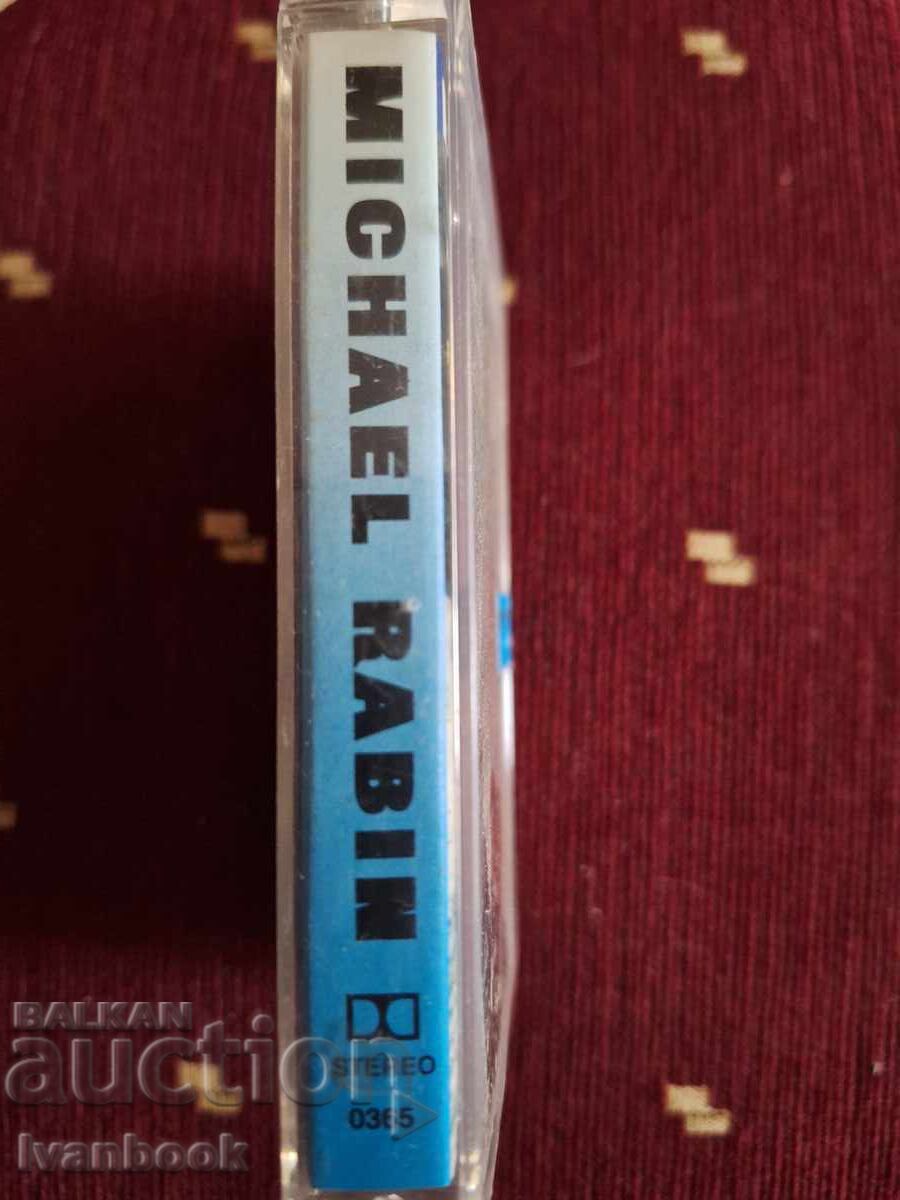 MICHAEL RABIN
STEREO
0365
BALKAN
auction
Ivanbook